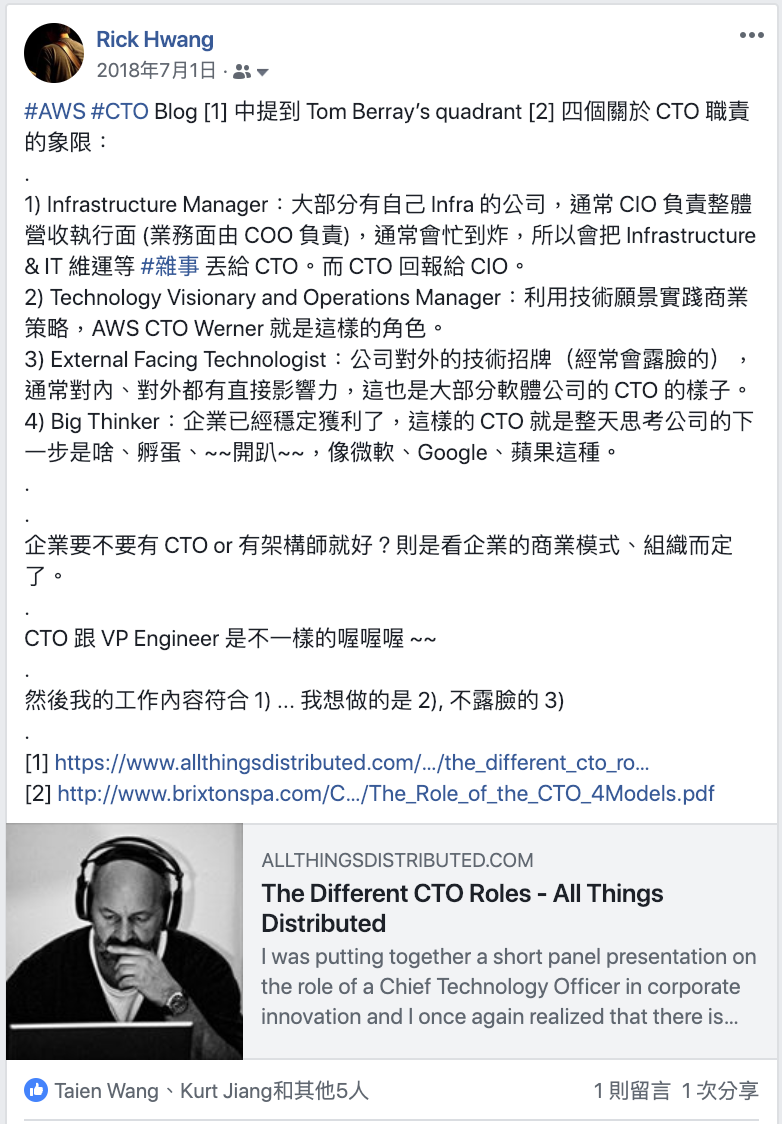 Rick Hwang
2018年7月1日 ·
#AWS #CTO Blog [1] 中提到 Tom Berray’s quadrant [2] 四個關於 CTO 職責
的象限：
.
1) Infrastructure Manager：大部分有自己 Infra 的公司，通常 CIO 負責整體
營收執行面 (業務面由 COO 負責)，通常會忙到炸，所以會把 Infrastructure
& IT 維運等 #雜事 丟給 CTO。而 CTO 回報給 CIO。
2) Technology Visionary and Operations Manager：利用技術願景實踐商業
策略，AWS CTO Werner 就是這樣的角色。
3) External Facing Technologist：公司對外的技術招牌（經常會露臉的），
通常對內、對外都有直接影響力，這也是大部分軟體公司的 CTO 的樣子。
4) Big Thinker：企業已經穩定獲利了，這樣的 CTO 就是整天思考公司的下
一步是啥、孵蛋、~~開趴~~，像微軟、Google、蘋果這種。
.
.
企業要不要有 CTO or 有架構師就好？則是看企業的商業模式、組織而定
了。
.
CTO 跟 VP Engineer 是不一樣的喔喔喔 ~~
.
然後我的工作內容符合 1) ... 我想做的是 2), 不露臉的 3)
.
[1] https://www.allthingsdistributed.com/.../the_different_cto_ro...
[2] http://www.brixtonspa.com/C.../The_Role_of_the_CTO_4Models.pdf
ALLTHINGSDISTRIBUTED.COM
The Different CTO Roles - All Things
Distributed
I was putting together a short panel presentation on
the role of a Chief Technology Officer in corporate
innovation and I once again realized that there is...
Taien Wang、Kurt Jiang和其他5人
1 則留言 1 次分享